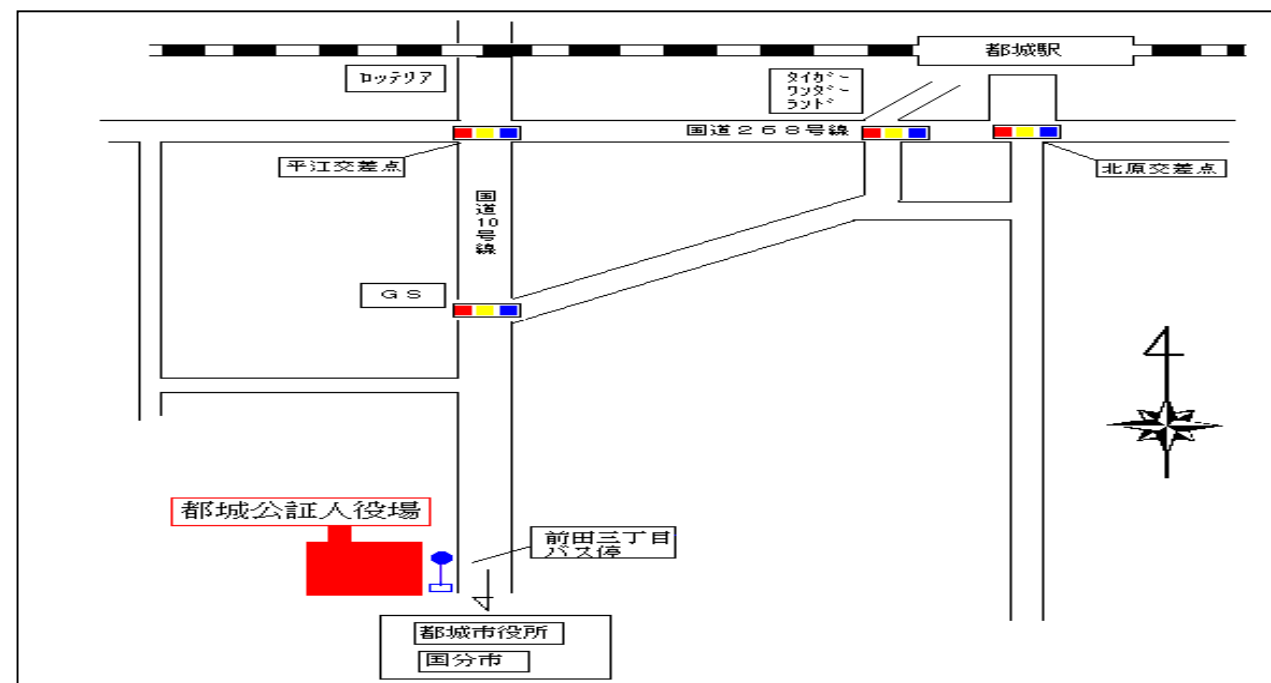 都城駅
ロッテリア
タイガー
ワンダー
ランド
国道268号線
平江交差点
北原交差点
国道10号線
GS
都城公証人役場
前田三丁目
バス停
都城市役所
国分市